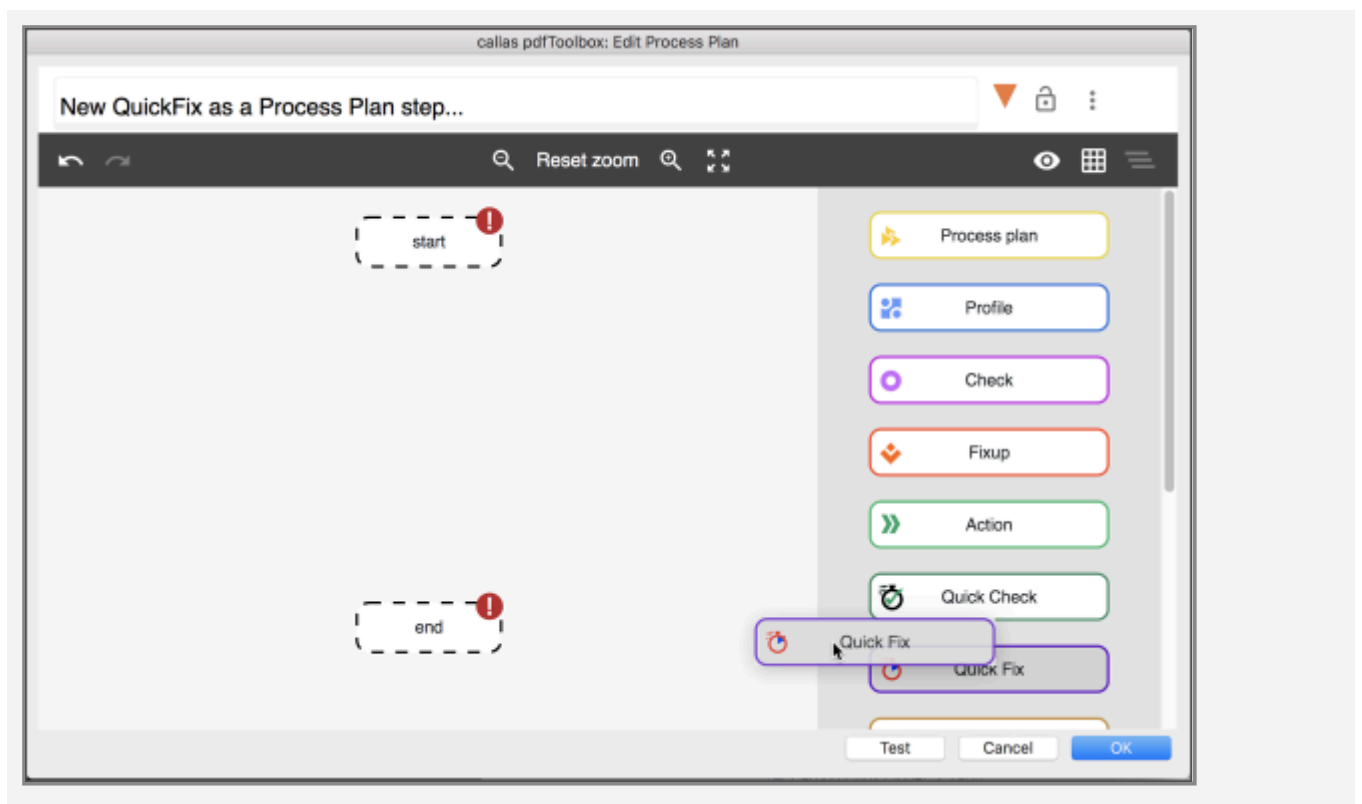 callas pdfToolbox: Edit Process Plan
New QuickFix as a Process Plan step...
Reset zoom
start
Process plan
Profile
Check
Fixup
Action
Quick Check
end
Quick Fix
Quick Fix
Test Cancel OK